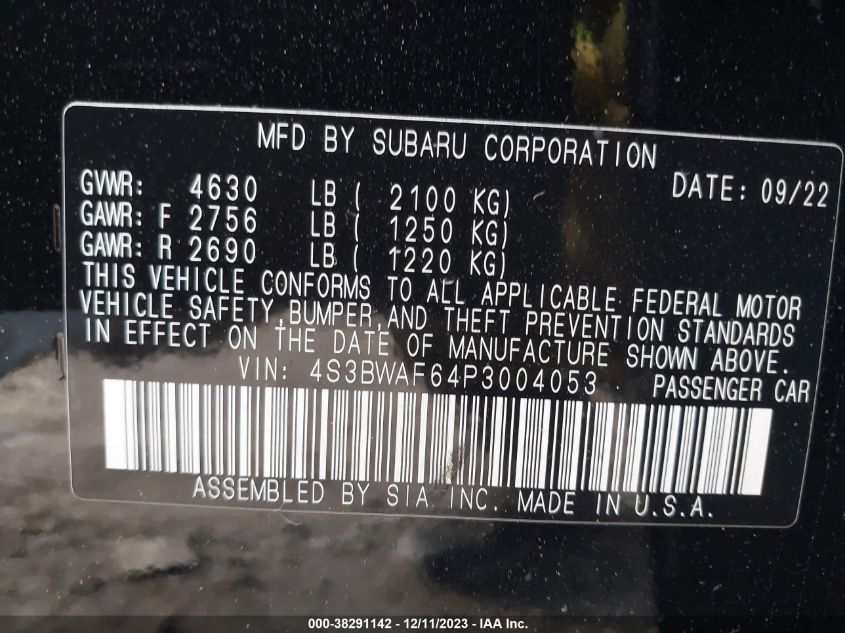 MFD BY SUBARU CORPORATION
GVWR: 4630 LB ( 2100 KG) DATE: 09/22
GAWR: F 2756 LB ( 1250 KG)
GAWR: R 2690 LB ( 1220 KG)
THIS VEHICLE CONFORMS TO ALL APPLICABLE FEDERAL MOTOR
VEHICLE SAFETY,BUMPER,AND THEFT PREVENTION STANDARDS
IN EFFECT ON THE DATE OF MANUFACTURE SHOWN ABOVE.
VIN: 4S3BWAF64P3004053 PASSENGER CAR
ASSEMBLED BY SIA INC. MADE IN U.S.A.
000-38291142 - 12/11/2023 - IAA Inc.